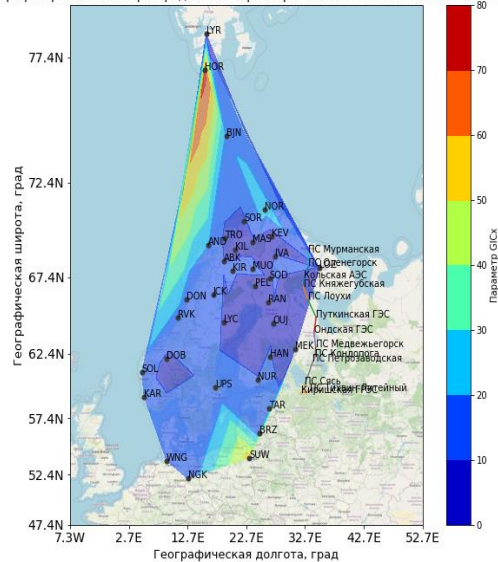 LYR
77.4N
HOR
BJN
72.4N
NOR
SOR
TRO
KEV
MAS
AND
KIL
ПС Мурманская
ABK
IVA
KIR
MUO
ПС Оленегорск
67.4N
SOD
Кольская АЭС
PEL
ПС Княжегубская
JCK
DON
RAN
ПС Лоухи
RVK
LYC
OUJ
Путкинская ГЭС
Ондская ГЭС
62.4N
DOB
HAN
MEK
ПС Медвежьегорск
ПС Кондопога
ПС Петрозаводская
SOL
UPS
NUR
ПС Сясь
KAR
Киришская ГРЭС
TAR
57.4N
BRZ
WNG
SUW
52.4N
NGK
47.4N
7.3W
2.7E
12.7E
22.7E
32.7E
42.7E
52.7E
Географическая долгота, град
Географическая широта, град
80
70
60
50
40
30
20
10
0
Параметр GICx